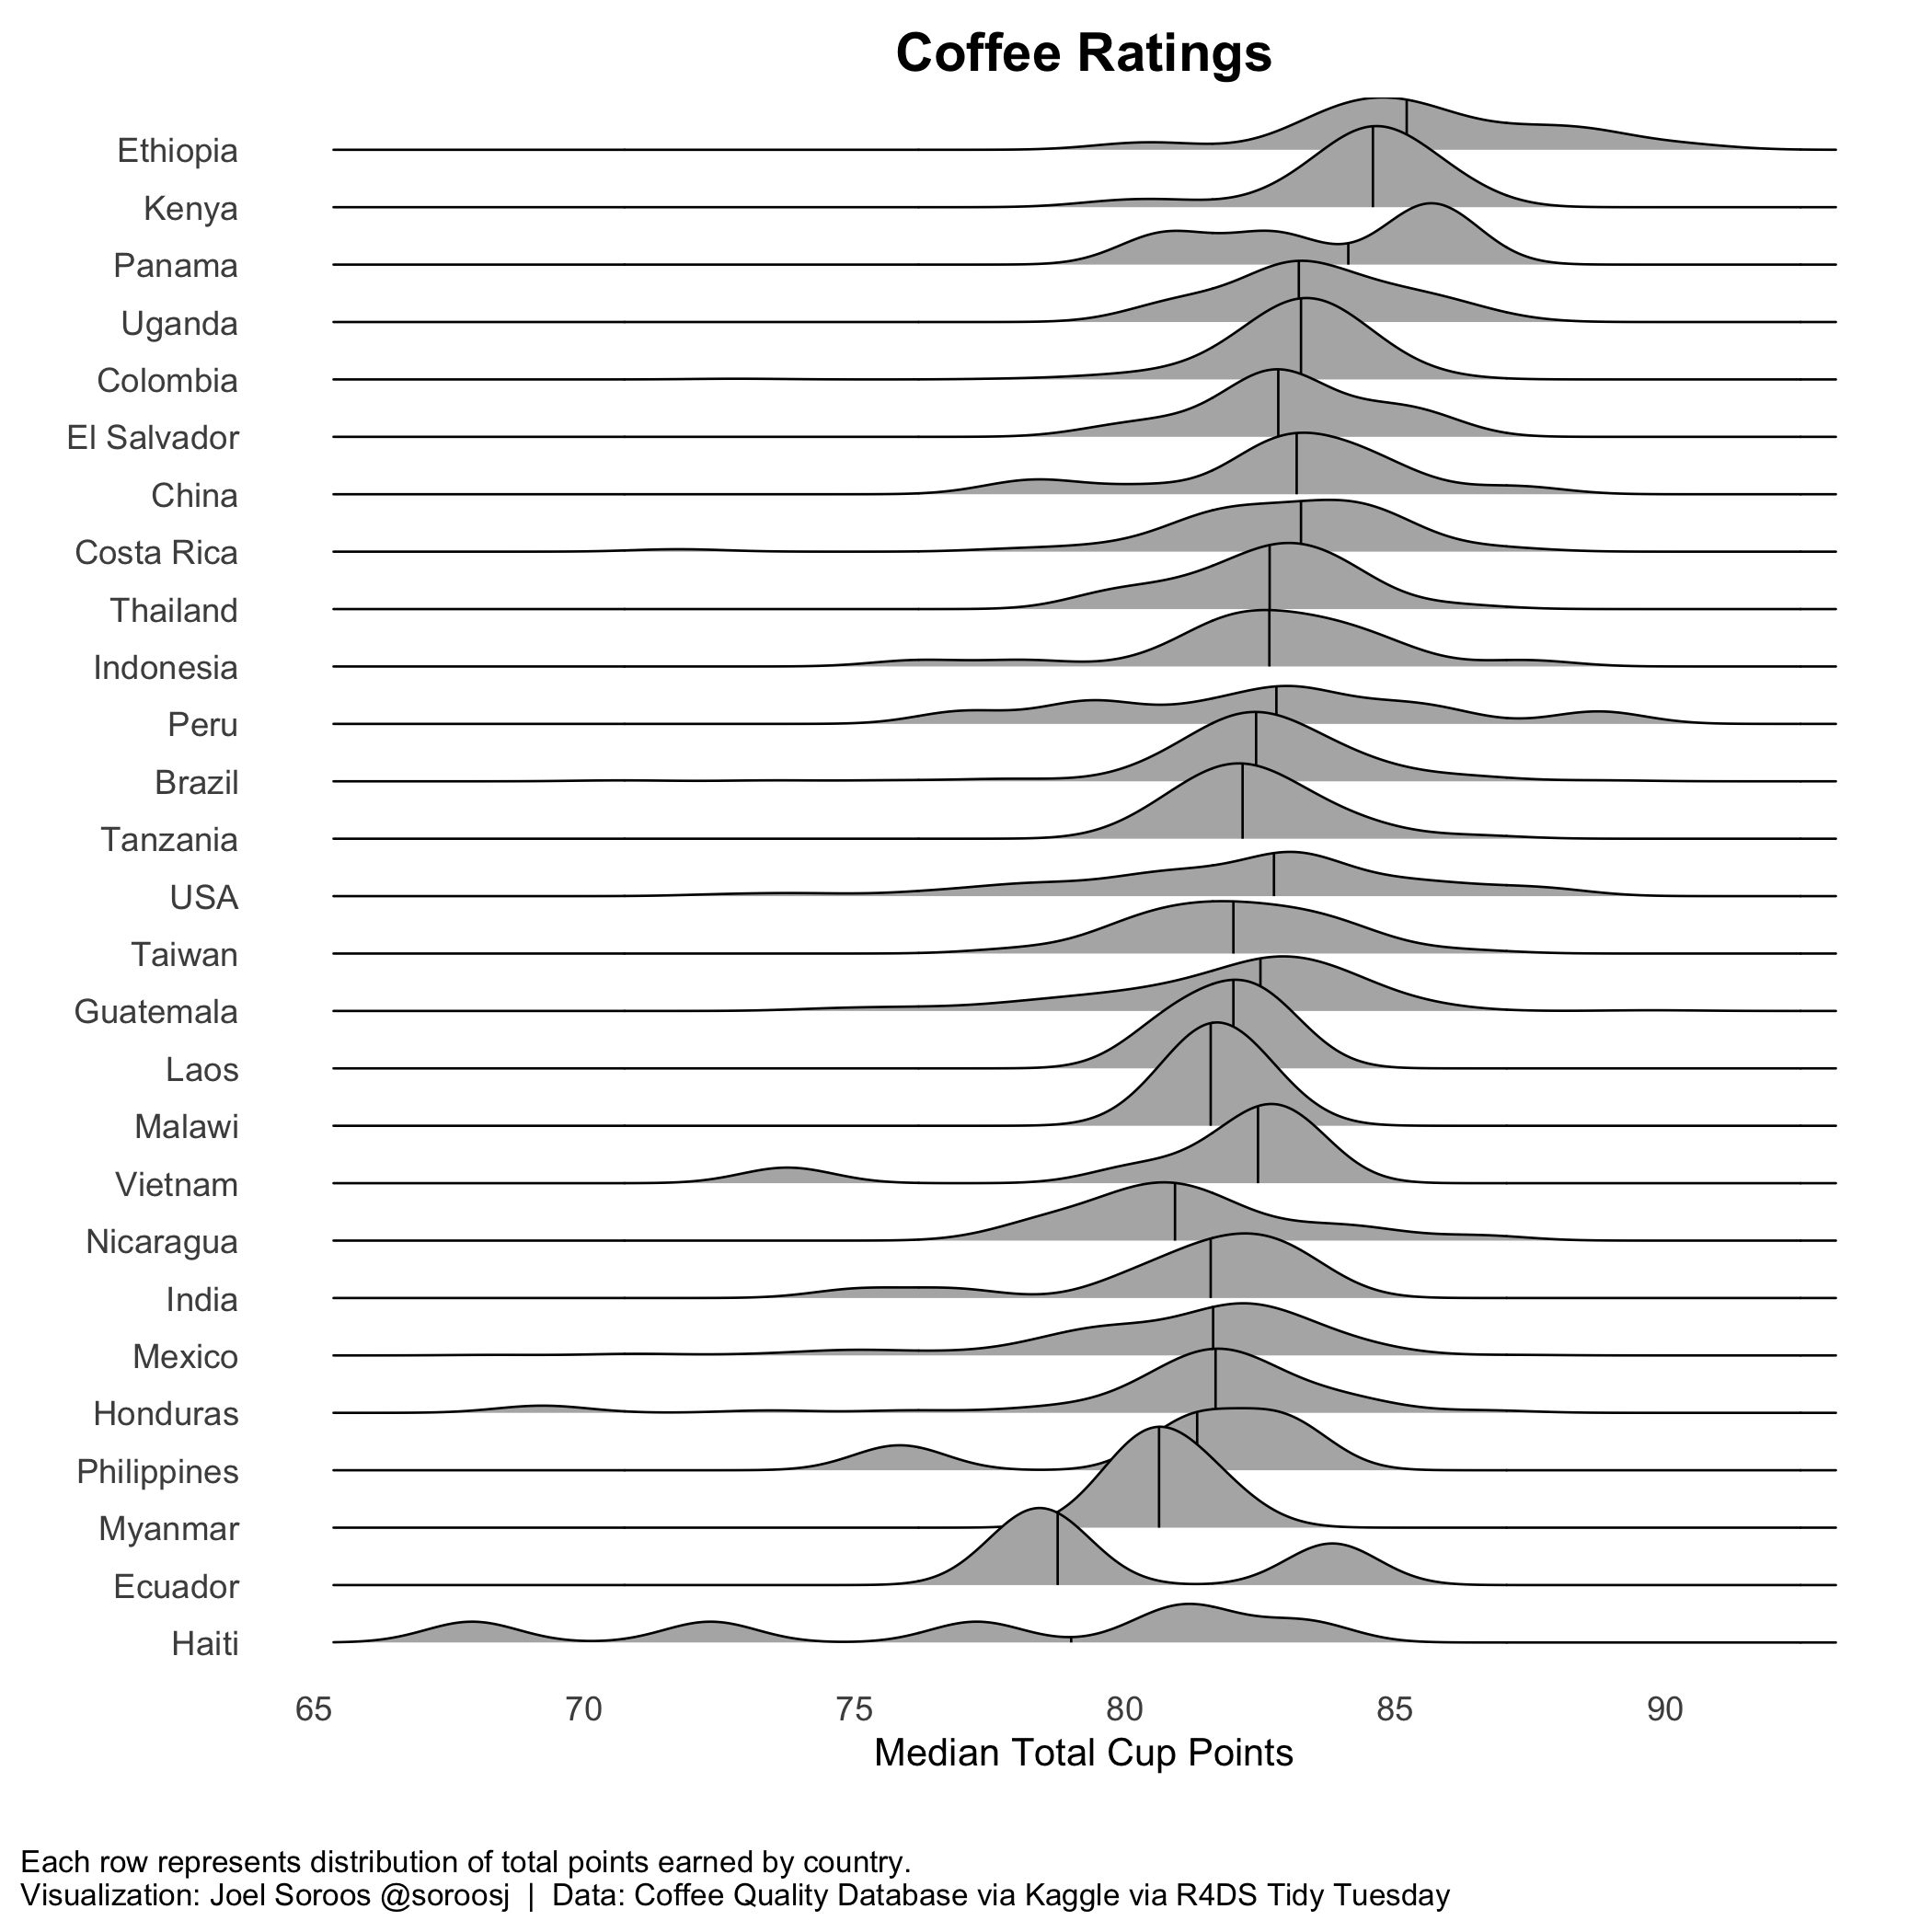 Coffee Ratings
Ethiopia
Kenya
Panama
Uganda
Colombia
El Salvador
China
Costa Rica
Thailand
Indonesia
Peru
Brazil
Tanzania
USA
Taiwan
Guatemala
Laos
Malawi
Vietnam
Nicaragua
India
Mexico
Honduras
Philippines
Myanmar
Ecuador
Haiti
65 70 75 80 85 90
Median Total Cup Points
Each row represents distribution of total points earned by country.
Visualization: Joel Soroos @soroosj | Data: Coffee Quality Database via Kaggle via R4DS Tidy Tuesday